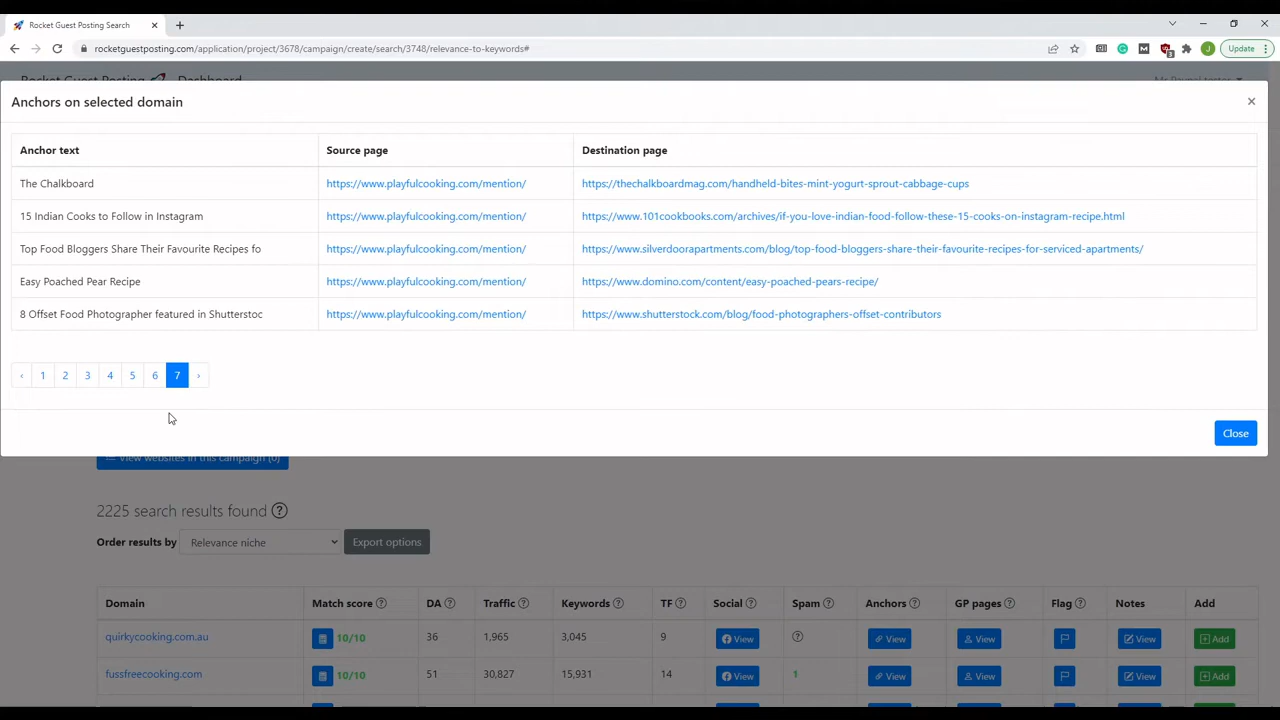 Rocket Guest Posting Search
rocketguestposting.com/application/project/3678/campaign/create/search/3748/relevance-to-keywords#
Update
Rocket Guest Posting Dashboard
Anchors on selected domain
Anchor text Source page Destination page
The Chalkboard https://www.playfulcooking.com/mention/ https://thechalkboardmag.com/handheld-bites-mint-yogurt-sprout-cabbage-cups
15 Indian Cooks to Follow in Instagram https://www.playfulcooking.com/mention/ https://www.101cookbooks.com/archives/if-you-love-indian-food-follow-these-15-cooks-on-instagram-recipe.html
Top Food Bloggers Share Their Favourite Recipes fo https://www.playfulcooking.com/mention/ https://www.silverdoorapartments.com/blog/top-food-bloggers-share-their-favourite-recipes-for-serviced-apartments/
Easy Poached Pear Recipe https://www.playfulcooking.com/mention/ https://www.domino.com/content/easy-poached-pears-recipe/
8 Offset Food Photographer featured in Shutterstoc https://www.playfulcooking.com/mention/ https://www.shutterstock.com/blog/food-photographers-offset-contributors
‹ 1 2 3 4 5 6 7 ›
Close
View websites in this campaign (0)
2225 search results found
Order results by Relevance niche Export options
Domain Match score DA Traffic Keywords TF Social Spam Anchors GP pages Flag Notes Add
quirkycooking.com.au 10/10 36 1,965 3,045 9 View View View View Add
fussfreecooking.com 10/10 51 30,827 15,931 14 View 1 View View View Add